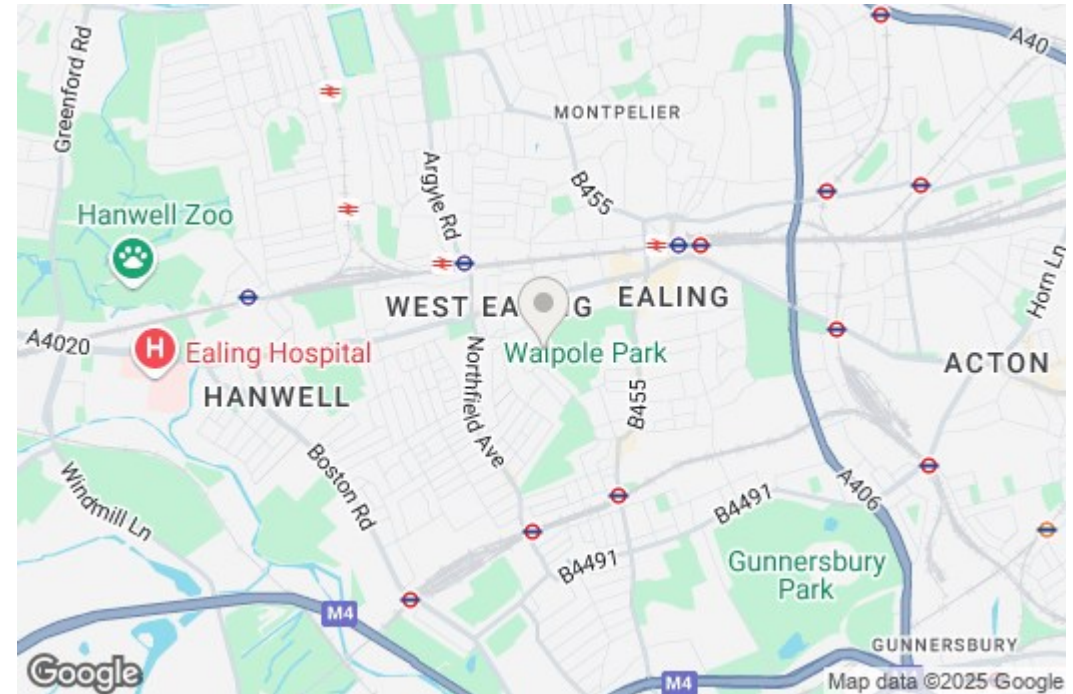 Greenford Rd
A40
MONTPELIER
Argyle Rd
B455
Hanwell Zoo
Horn Ln
WEST EA G
EALING
A4020
H
Ealing Hospital
Walpole Park
ACTON
HANWELL
Northfield Ave
B455
Boston Rd
Windmill Ln
A406
B4491
B4491
Gunnersbury
Park
M4
GUNNERSBURY
M4
Google
Map data ©2025 Google